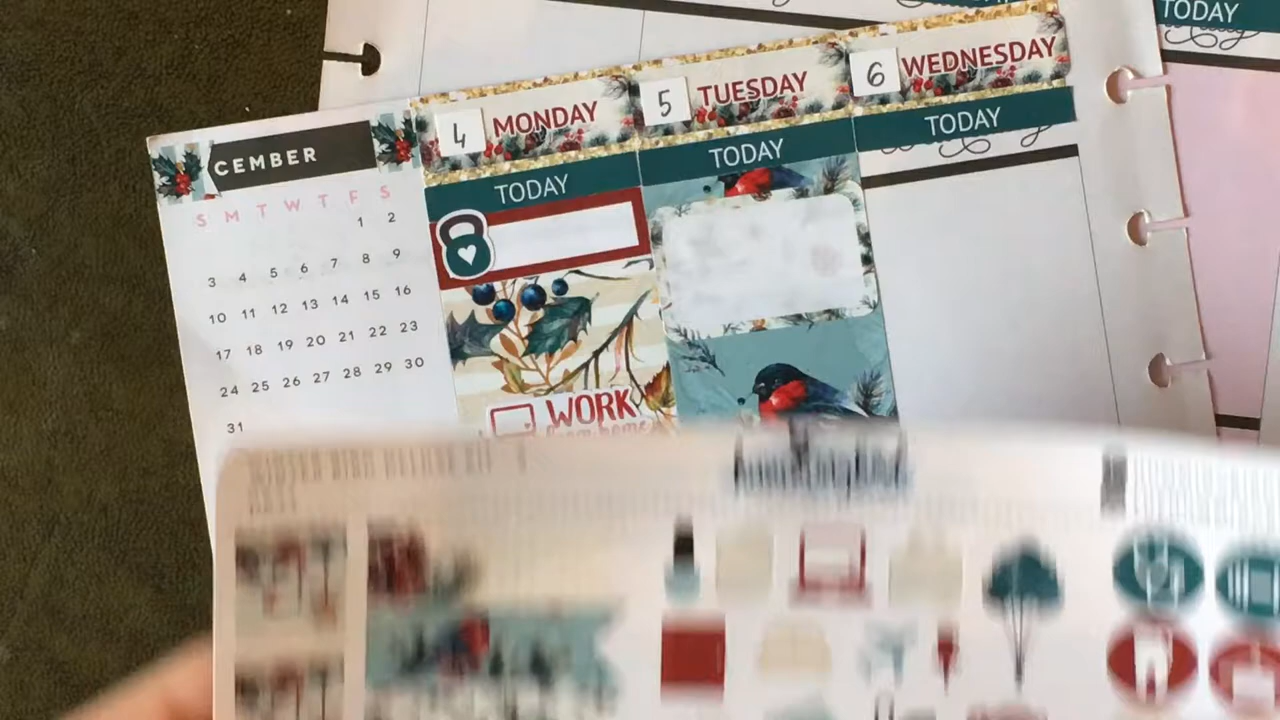 CEMBER
S M T W T F S
1 2
3 4 5 6 7 8 9
10 11 12 13 14 15 16
17 18 19 20 21 22 23
24 25 26 27 28 29 30
31
4 MONDAY
TODAY
WORK
from home
5 TUESDAY
TODAY
6 WEDNESDAY
TODAY
TODAY